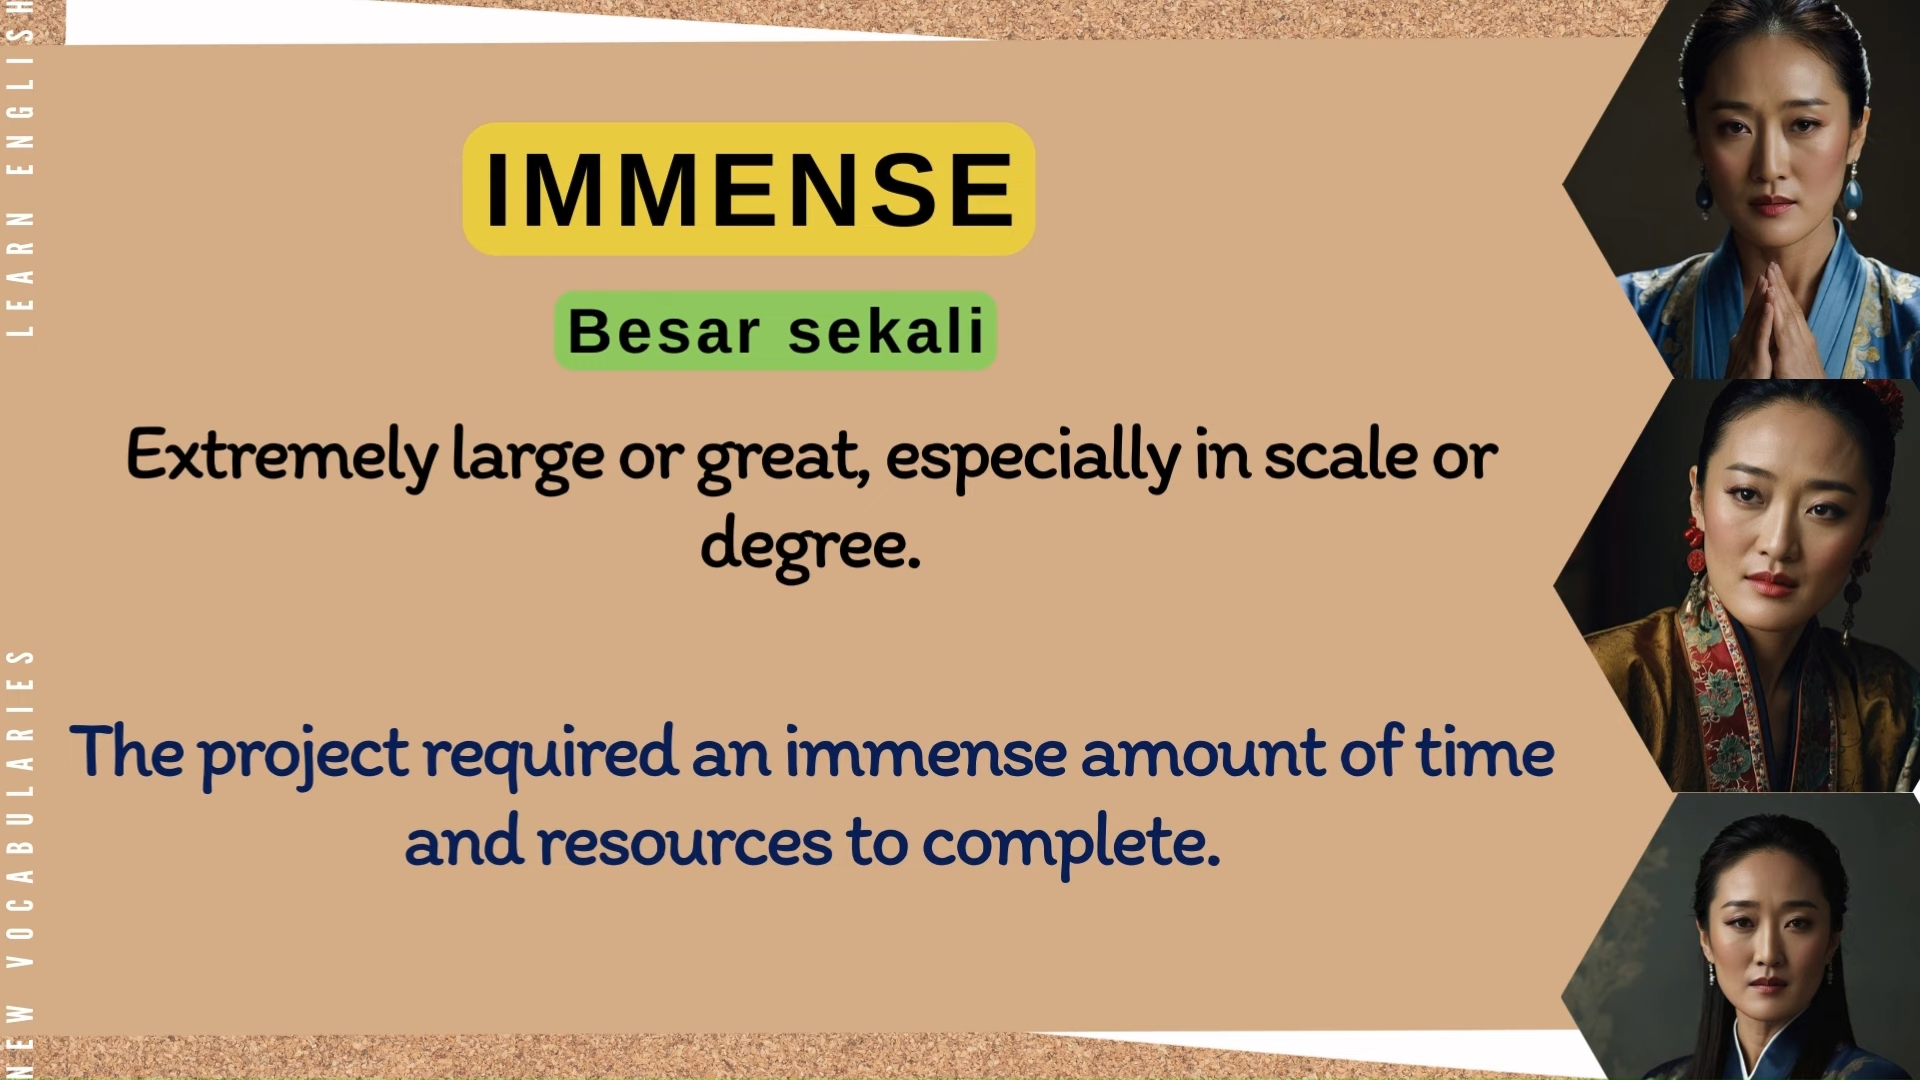 LEARN ENGLISH
NEW VOCABULARIES
IMMENSE
Besar sekali
Extremely large or great, especially in scale or
degree.
The project required an immense amount of time
and resources to complete.